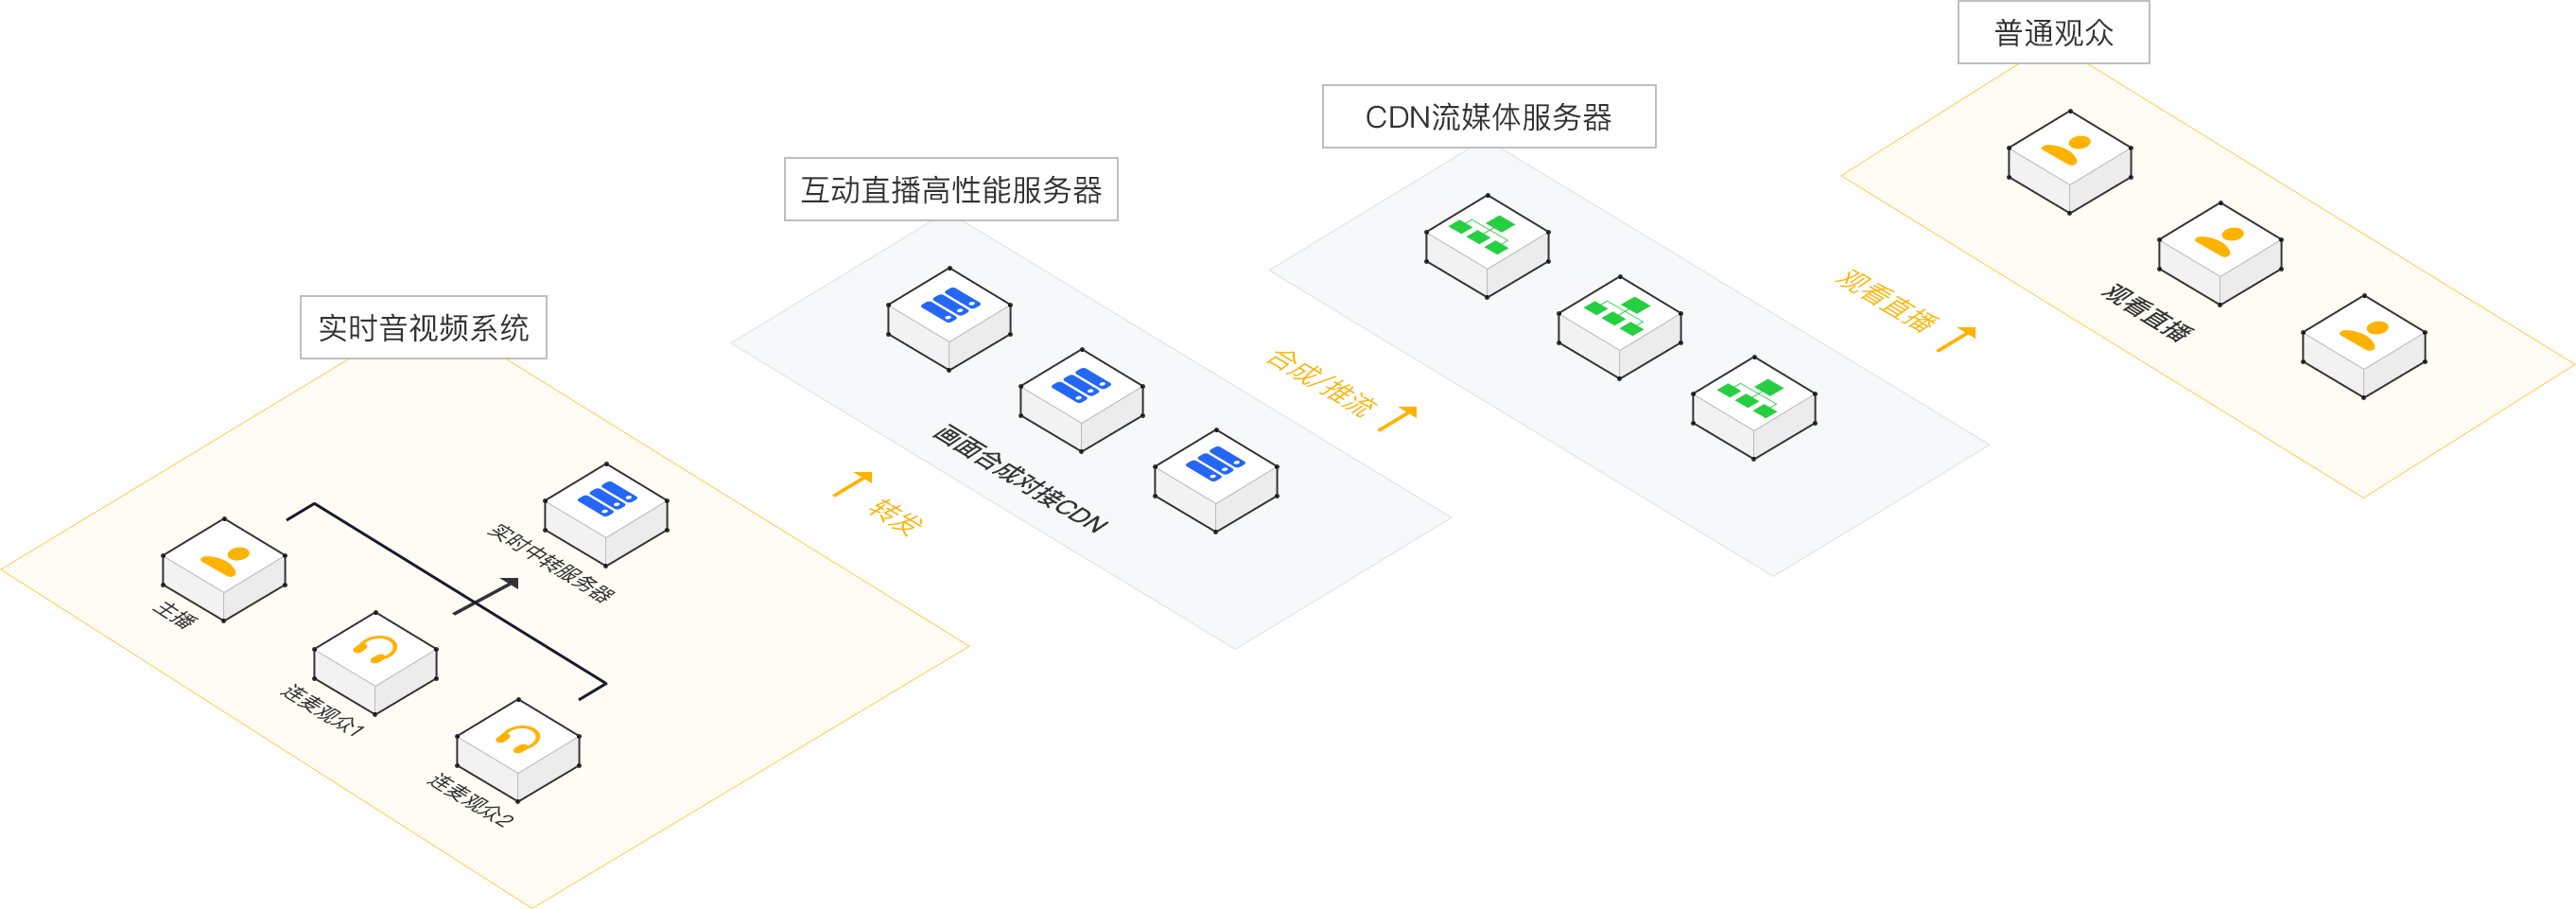 实时音视频系统
主播
连麦观众1
连麦观众2
实时中转服务器
转发
互动直播高性能服务器
画面合成对接CDN
合成/推流
CDN流媒体服务器
观看直播
普通观众
观看直播